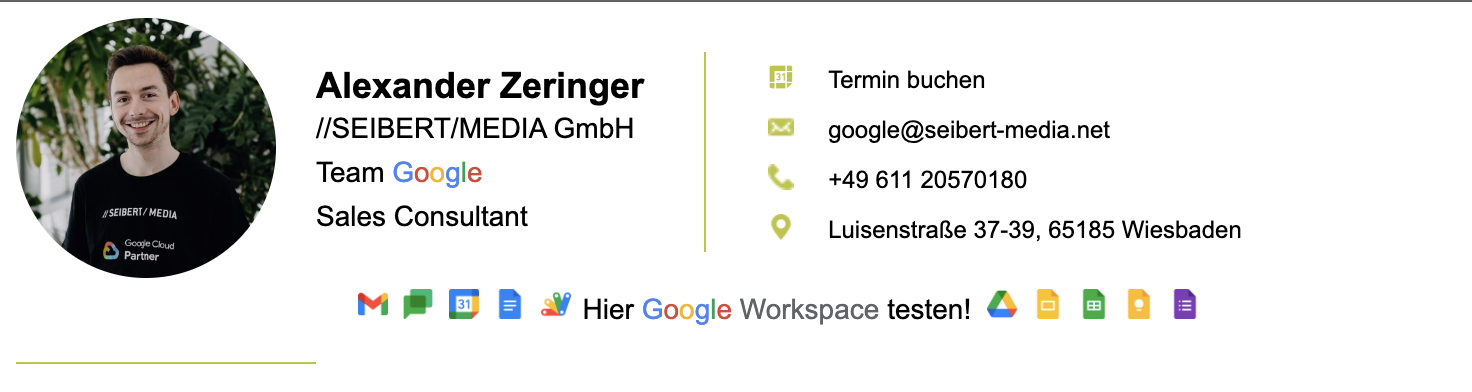 Alexander Zeringer
//SEIBERT/MEDIA GmbH
Team Google
Sales Consultant
//SEIBERT/MEDIA
Google Cloud
Partner
31
Termin buchen
google@seibert-media.net
+49 611 20570180
Luisenstraße 37-39, 65185 Wiesbaden
31
Hier Google Workspace testen!